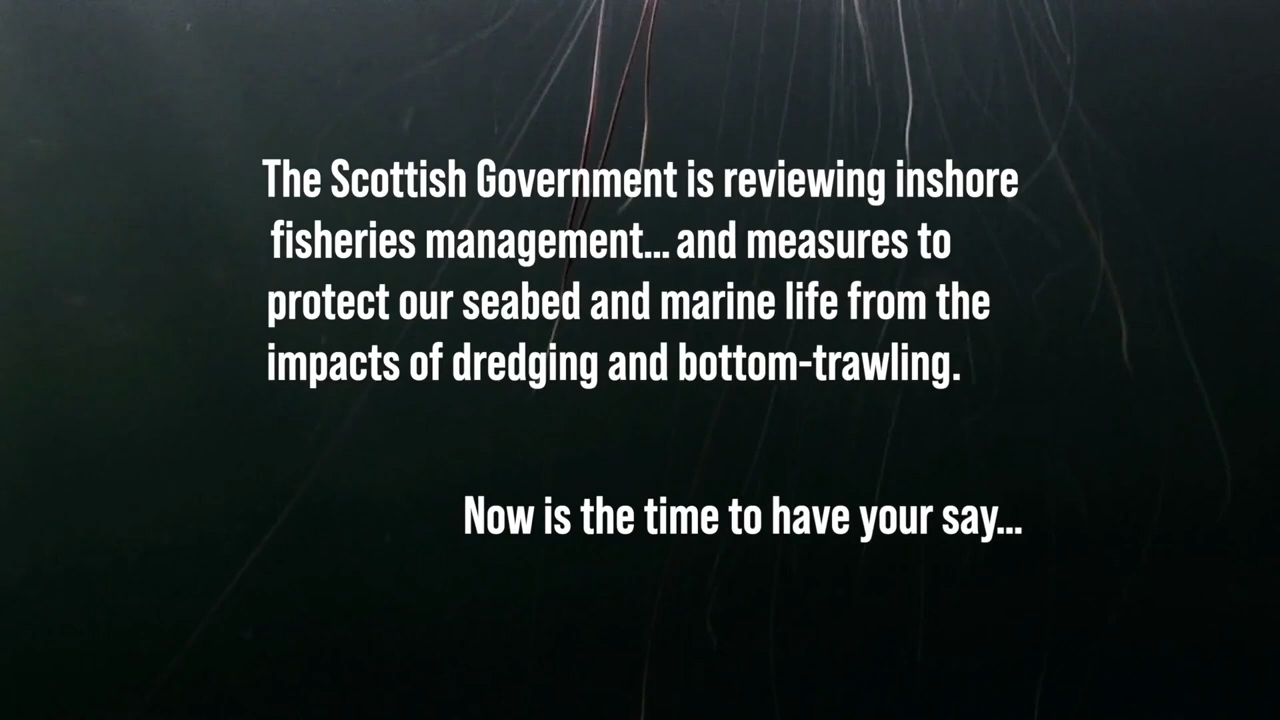 The Scottish Government is reviewing inshore
fisheries management... and measures to
protect our seabed and marine life from the
impacts of dredging and bottom-trawling.
Now is the time to have your say...